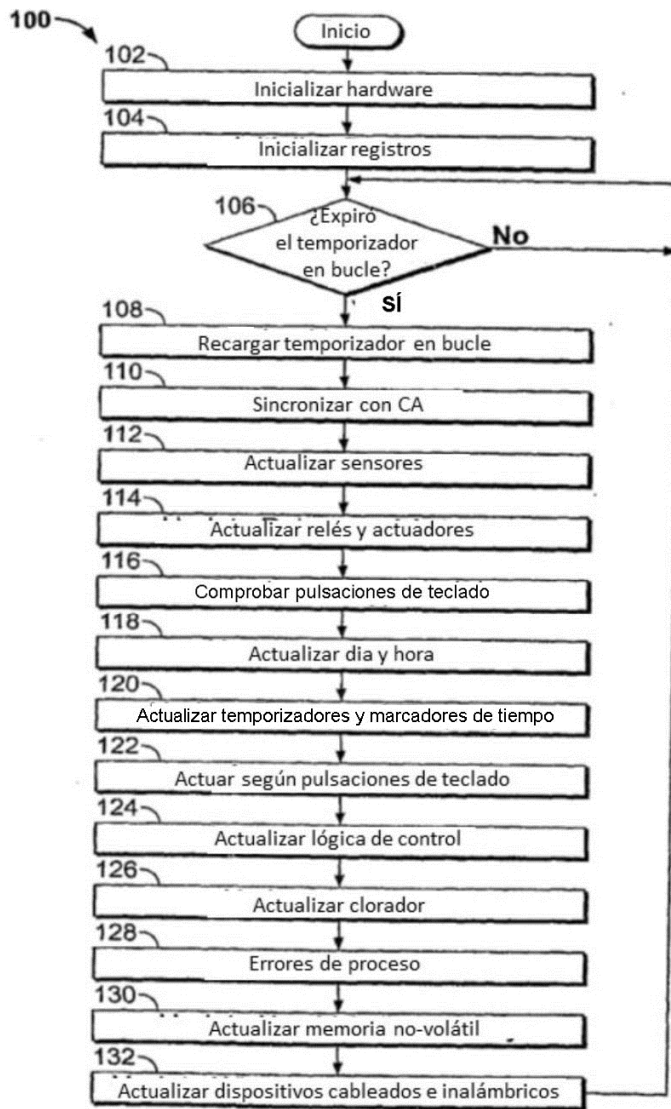 100
Inicio
102
Inicializar hardware
104
Inicializar registros
106
¿Expiró
el temporizador
en bucle?
No
SÍ
108
Recargar temporizador en bucle
110
Sincronizar con CA
112
Actualizar sensores
114
Actualizar relés y actuadores
116
Comprobar pulsaciones de teclado
118
Actualizar dia y hora
120
Actualizar temporizadores y marcadores de tiempo
122
Actuar según pulsaciones de teclado
124
Actualizar lógica de control
126
Actualizar clorador
128
Errores de proceso
130
Actualizar memoria no-volátil
132
Actualizar dispositivos cableados e inalámbricos